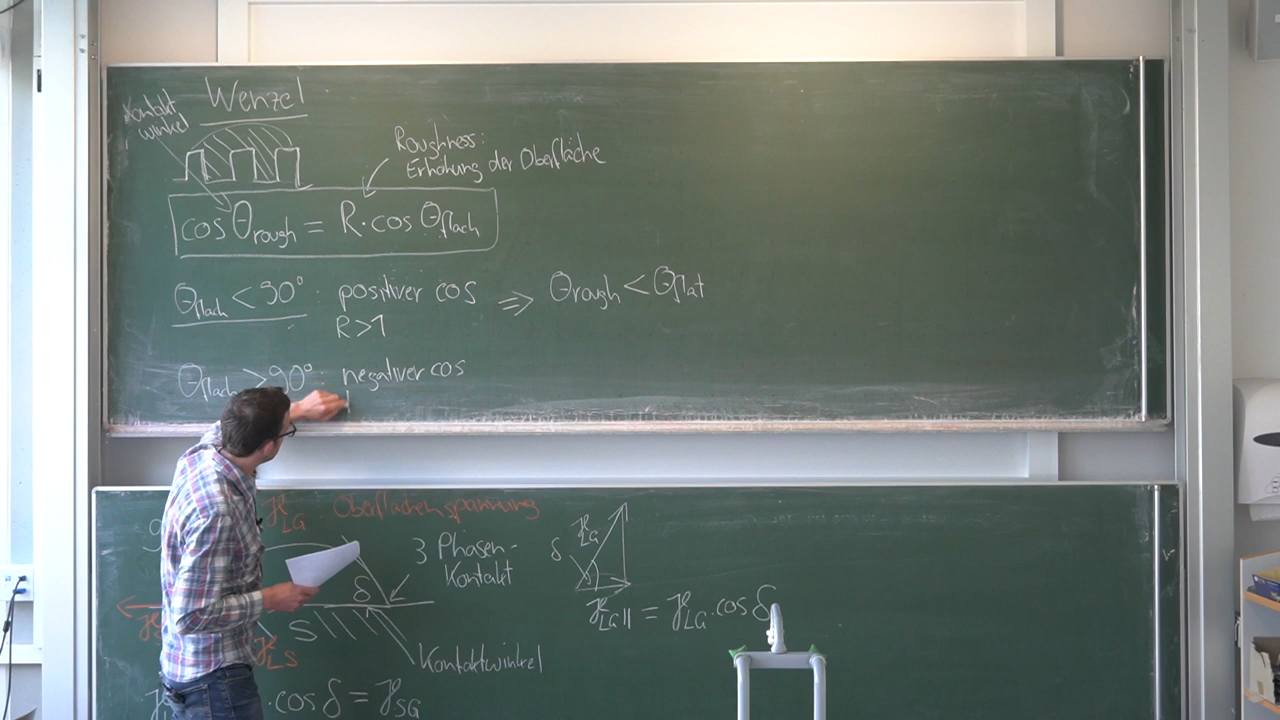 Wenzel
Kontakt
winkel
Roughness:
Erhöhung der Oberfläche
cos θrough = R·cos θflach
θflach < 90° : positiver cos ⇒ θrough < θflat
R>1
θflach > 90° negativer cos
γLG Oberflächenspannung
3 Phasen-
Kontakt
δ
S
γLS
Kontaktwinkel
·cos δ = γSG
γLG
δ
γLG|| = γLG·cos δ